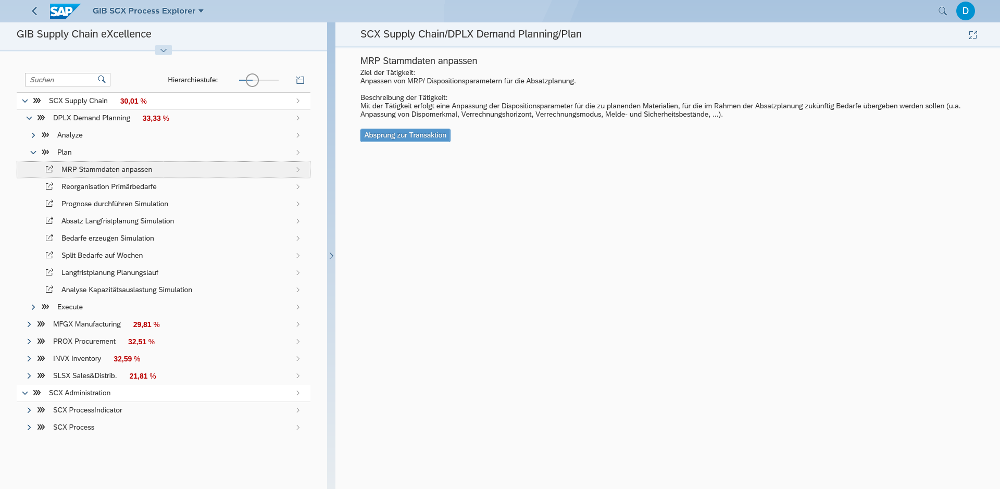 SAP
GIB SCX Process Explorer
D
GIB Supply Chain eXcellence
Suchen
Hierarchiestufe:
SCX Supply Chain 30,01 %
DPLX Demand Planning 33,33 %
Analyze
Plan
MRP Stammdaten anpassen
Reorganisation Primärbedarfe
Prognose durchführen Simulation
Absatz Langfristplanung Simulation
Bedarfe erzeugen Simulation
Split Bedarfe auf Wochen
Langfristplanung Planungslauf
Analyse Kapazitätsauslastung Simulation
Execute
MFGX Manufacturing 29,81 %
PROX Procurement 32,51 %
INVX Inventory 32,59 %
SLSX Sales&Distrib. 21,81 %
SCX Administration
SCX ProcessIndicator
SCX Process
SCX Supply Chain/DPLX Demand Planning/Plan
MRP Stammdaten anpassen
Ziel der Tätigkeit:
Anpassen von MRP/ Dispositionsparametern für die Absatzplanung.
Beschreibung der Tätigkeit:
Mit der Tätigkeit erfolgt eine Anpassung der Dispositionsparameter für die zu planenden Materialien, für die im Rahmen der Absatzplanung zukünftig Bedarfe übergeben werden sollen (u.a.
Anpassung von Dispomerkmal, Verrechnungshorizont, Verrechnungsmodus, Melde- und Sicherheitsbestände, ...).
Absprung zur Transaktion